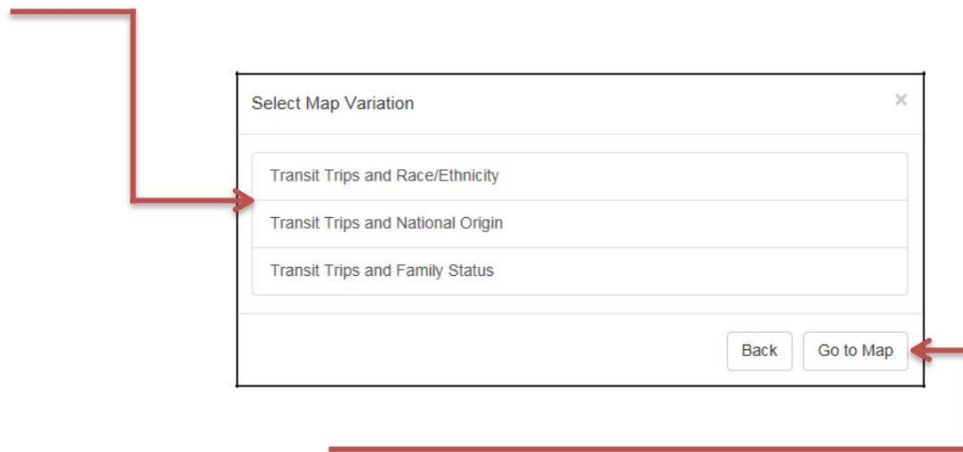 Select Map Variation ×
Transit Trips and Race/Ethnicity
Transit Trips and National Origin
Transit Trips and Family Status
Back Go to Map